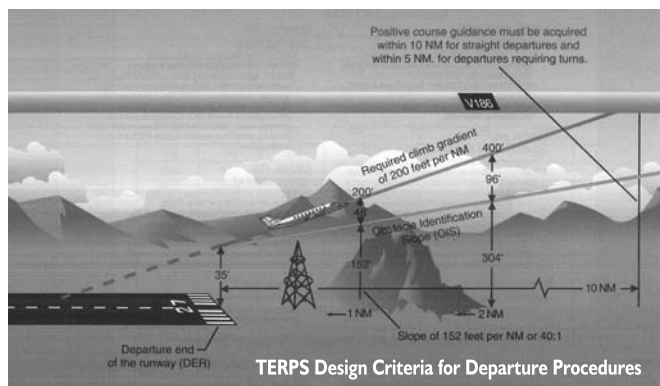 Positive course guidance must be acquired
within 10 NM for straight departures and
within 5 NM. for departures requiring turns.
V186
Required climb gradient
of 200 feet per NM
400'
96'
200'
48'
Obstacle Identification
Slope (OIS)
152'
304'
35'
27
1 NM
2 NM
10 NM
Slope of 152 feet per NM or 40:1
Departure end
of the runway (DER)
TERPS Design Criteria for Departure Procedures